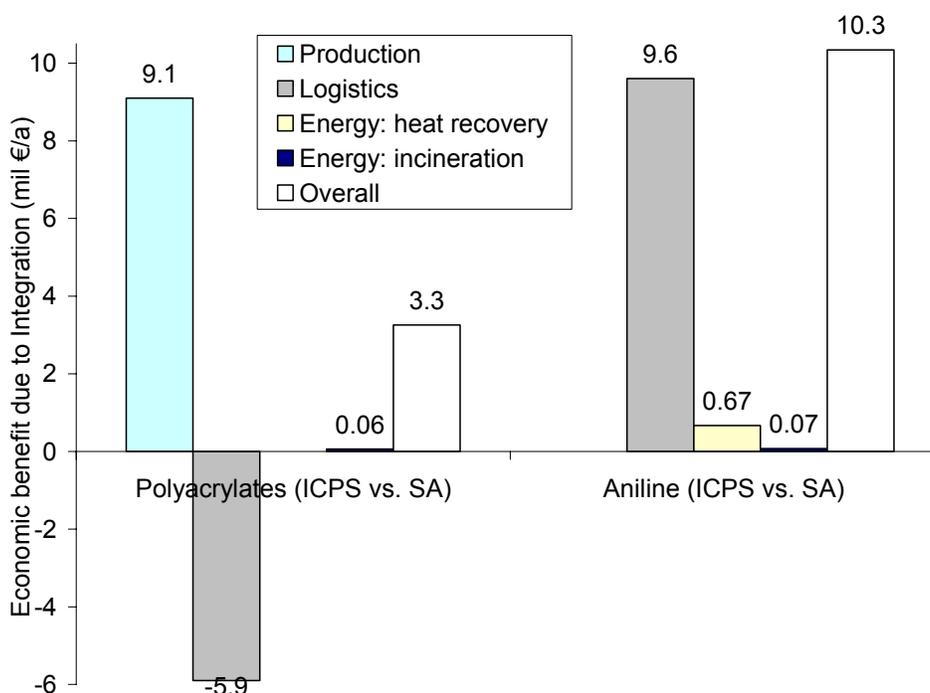 10.3
10
9.1
9.6
Production
Logistics
Energy: heat recovery
Energy: incineration
Overall
8
6
4
3.3
2
0.67
0.06
0.07
0
Polyacrylates (ICPS vs. SA)
Aniline (ICPS vs. SA)
-2
-4
-6
-5.9
Economic benefit due to Integration (mil €/a)